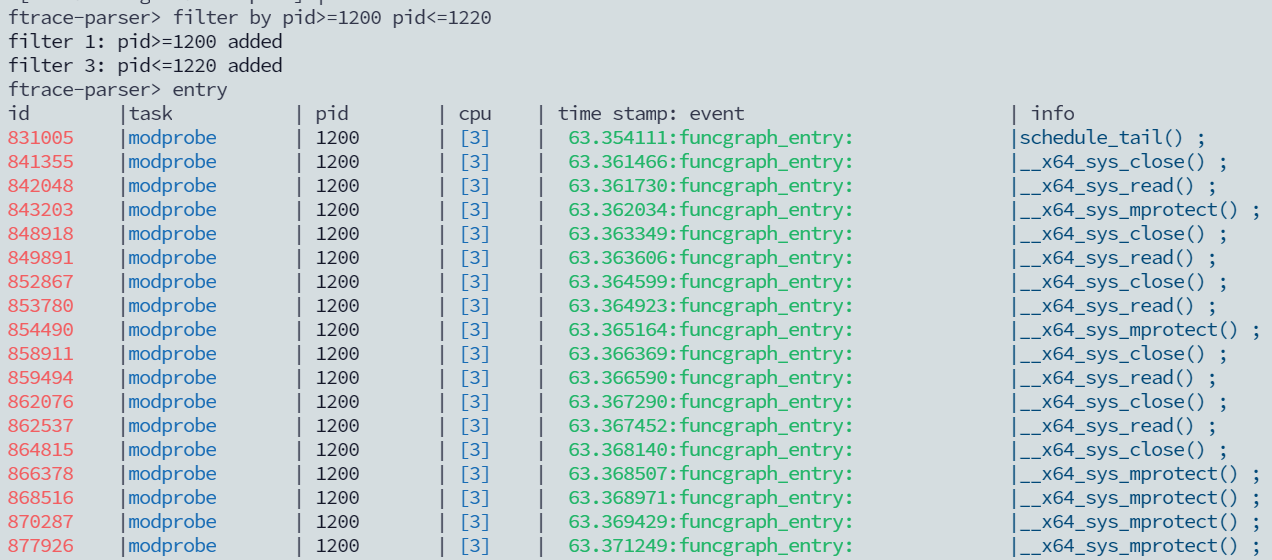 ftrace-parser> filter by pid>=1200 pid<=1220
filter 1: pid>=1200 added
filter 3: pid<=1220 added
ftrace-parser> entry
id |task | pid | cpu | time stamp: event | info
831005 |modprobe | 1200 | [3] | 63.354111:funcgraph_entry: |schedule_tail() ;
841355 |modprobe | 1200 | [3] | 63.361466:funcgraph_entry: |__x64_sys_close() ;
842048 |modprobe | 1200 | [3] | 63.361730:funcgraph_entry: |__x64_sys_read() ;
843203 |modprobe | 1200 | [3] | 63.362034:funcgraph_entry: |__x64_sys_mprotect() ;
848918 |modprobe | 1200 | [3] | 63.363349:funcgraph_entry: |__x64_sys_close() ;
849891 |modprobe | 1200 | [3] | 63.363606:funcgraph_entry: |__x64_sys_read() ;
852867 |modprobe | 1200 | [3] | 63.364599:funcgraph_entry: |__x64_sys_close() ;
853780 |modprobe | 1200 | [3] | 63.364923:funcgraph_entry: |__x64_sys_read() ;
854490 |modprobe | 1200 | [3] | 63.365164:funcgraph_entry: |__x64_sys_mprotect() ;
858911 |modprobe | 1200 | [3] | 63.366369:funcgraph_entry: |__x64_sys_close() ;
859494 |modprobe | 1200 | [3] | 63.366590:funcgraph_entry: |__x64_sys_read() ;
862076 |modprobe | 1200 | [3] | 63.367290:funcgraph_entry: |__x64_sys_close() ;
862537 |modprobe | 1200 | [3] | 63.367452:funcgraph_entry: |__x64_sys_read() ;
864815 |modprobe | 1200 | [3] | 63.368140:funcgraph_entry: |__x64_sys_close() ;
866378 |modprobe | 1200 | [3] | 63.368507:funcgraph_entry: |__x64_sys_mprotect() ;
868516 |modprobe | 1200 | [3] | 63.368971:funcgraph_entry: |__x64_sys_mprotect() ;
870287 |modprobe | 1200 | [3] | 63.369429:funcgraph_entry: |__x64_sys_mprotect() ;
877926 |modprobe | 1200 | [3] | 63.371249:funcgraph_entry: |__x64_sys_mprotect() ;